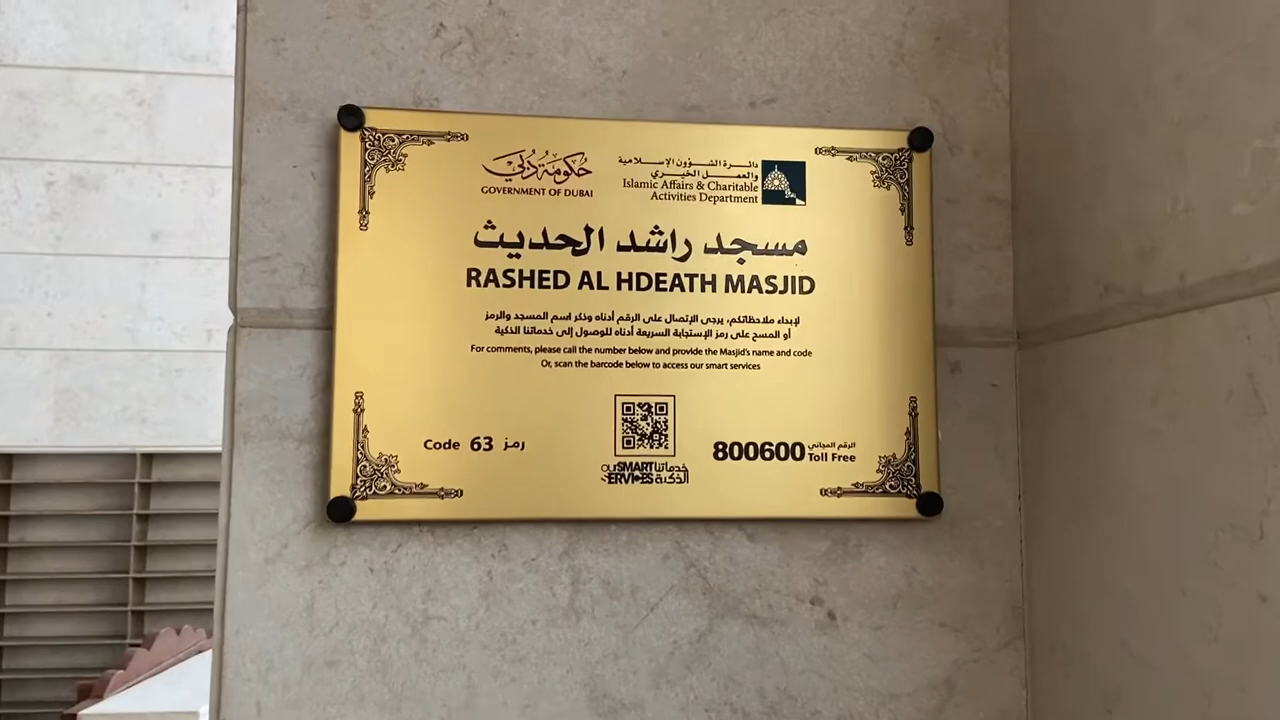 حكومة دبي
GOVERNMENT OF DUBAI
دائرة الشؤون الإسلامية
والعمل الخيري
Islamic Affairs & Charitable
Activities Department
مسجد راشد الحديث
RASHED AL HDEATH MASJID
لإبداء ملاحظاتكم، يرجى الإتصال على الرقم أدناه وذكر اسم المسجد والرمز
أو المسح على رمز الإستجابة السريعة أدناه للوصول إلى خدماتنا الذكية
For comments, please call the number below and provide the Masjid's name and code
Or, scan the barcode below to access our smart services
Code 63 رمز
ourSMART خدماتنا
SERVICES الذكية
800600 الرقم المجاني
Toll Free